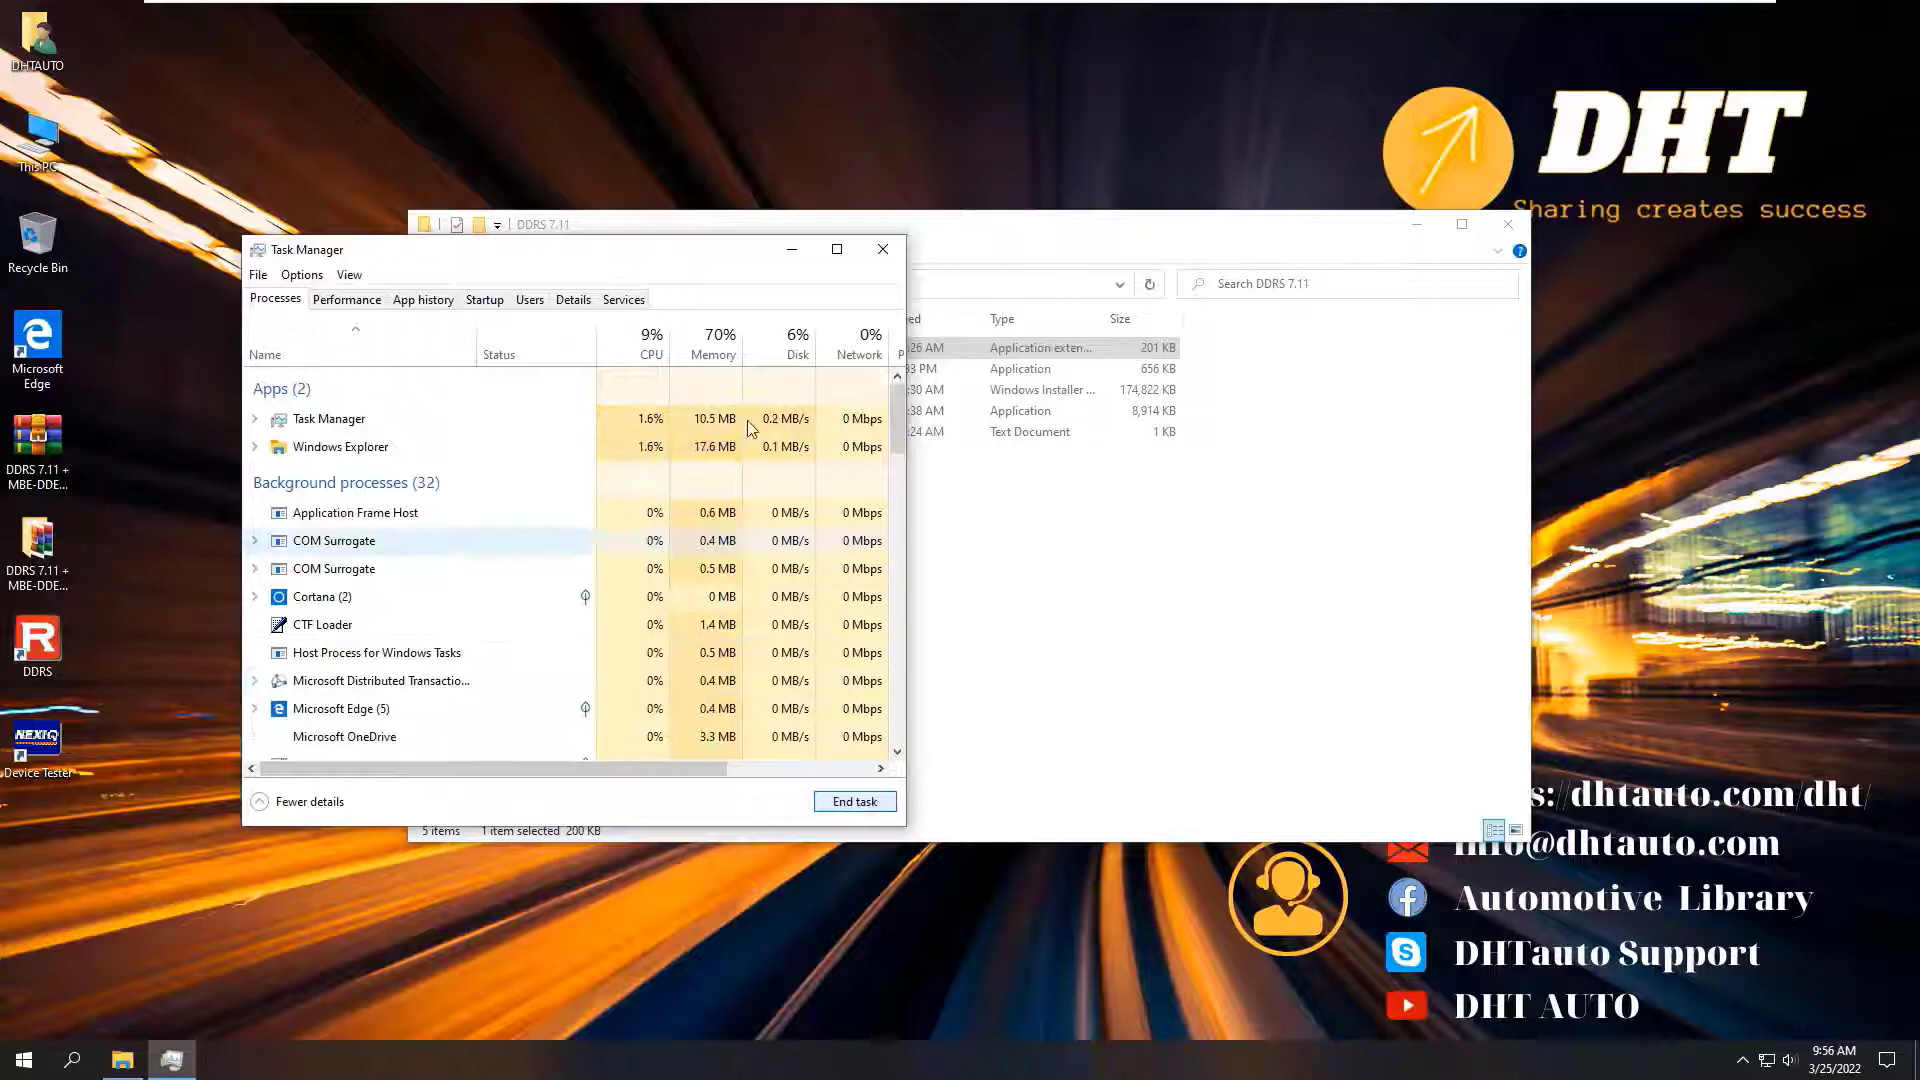 DHTAUTO
This PC
Recycle Bin
Microsoft
Edge
DDRS 7.11 +
MBE-DDE...
DDRS 7.11 +
MBE-DDE...
DDRS
NEXIQ
Device Tester
DHT
Sharing creates success
DDRS 7.11
Search DDRS 7.11
Type
Size
:26 AM
Application exten...
201 KB
33 PM
Application
656 KB
:30 AM
Windows Installer ...
174,822 KB
:38 AM
Application
8,914 KB
:24 AM
Text Document
1 KB
5 items
1 item selected 200 KB
Task Manager
File Options View
Processes Performance App history Startup Users Details Services
9% 70% 6% 0%
Name Status CPU Memory Disk Network P
Apps (2)
Task Manager 1.6% 10.5 MB 0.2 MB/s 0 Mbps
Windows Explorer 1.6% 17.6 MB 0.1 MB/s 0 Mbps
Background processes (32)
Application Frame Host 0% 0.6 MB 0 MB/s 0 Mbps
COM Surrogate 0% 0.4 MB 0 MB/s 0 Mbps
COM Surrogate 0% 0.5 MB 0 MB/s 0 Mbps
Cortana (2) 0% 0 MB 0 MB/s 0 Mbps
CTF Loader 0% 1.4 MB 0 MB/s 0 Mbps
Host Process for Windows Tasks 0% 0.5 MB 0 MB/s 0 Mbps
Microsoft Distributed Transactio... 0% 0.4 MB 0 MB/s 0 Mbps
Microsoft Edge (5) 0% 0.4 MB 0 MB/s 0 Mbps
Microsoft OneDrive 0% 3.3 MB 0 MB/s 0 Mbps
Fewer details
End task
s://dhtauto.com/dht/
info@dhtauto.com
Automotive Library
DHTauto Support
DHT AUTO
9:56 AM
3/25/2022